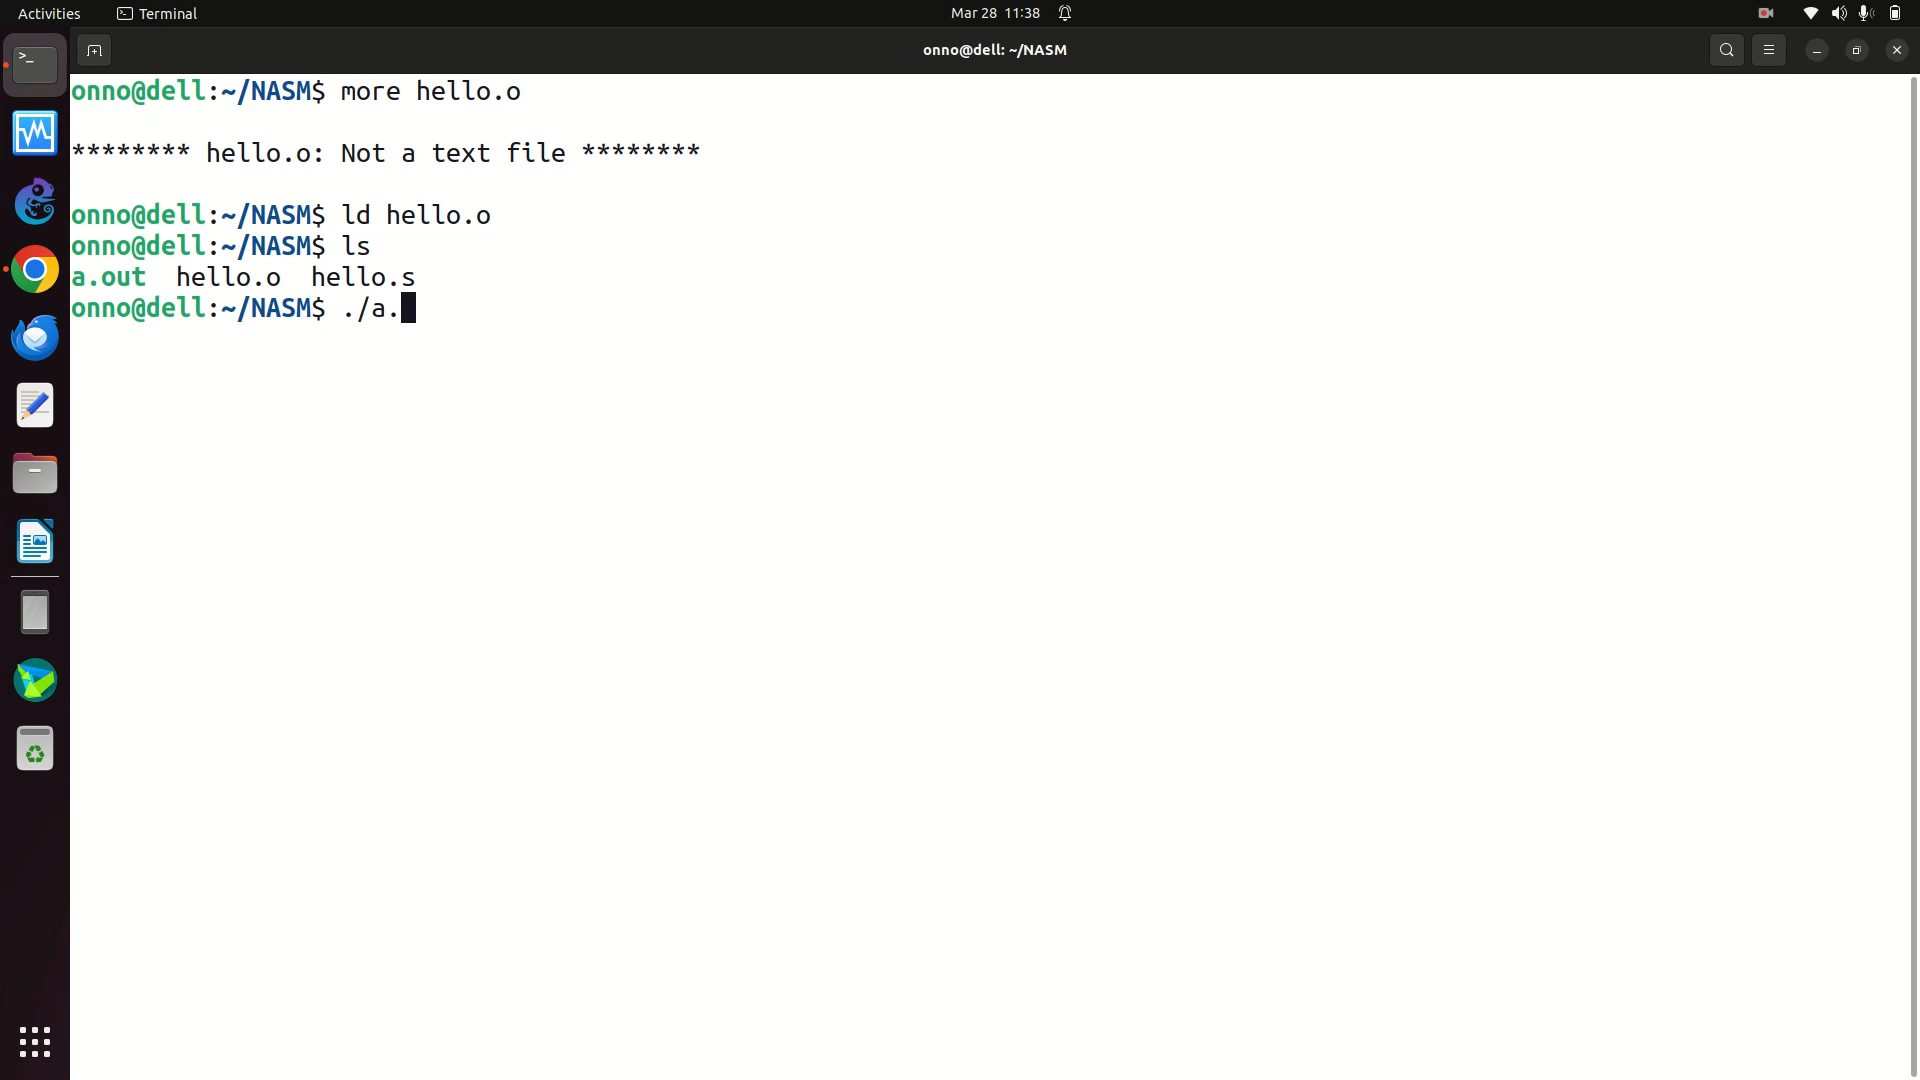 Activities
Terminal
Mar 28 11:38
onno@dell: ~/NASM
onno@dell:~/NASM$ more hello.o
******** hello.o: Not a text file ********
onno@dell:~/NASM$ ld hello.o
onno@dell:~/NASM$ ls
a.out  hello.o  hello.s
onno@dell:~/NASM$ ./a.